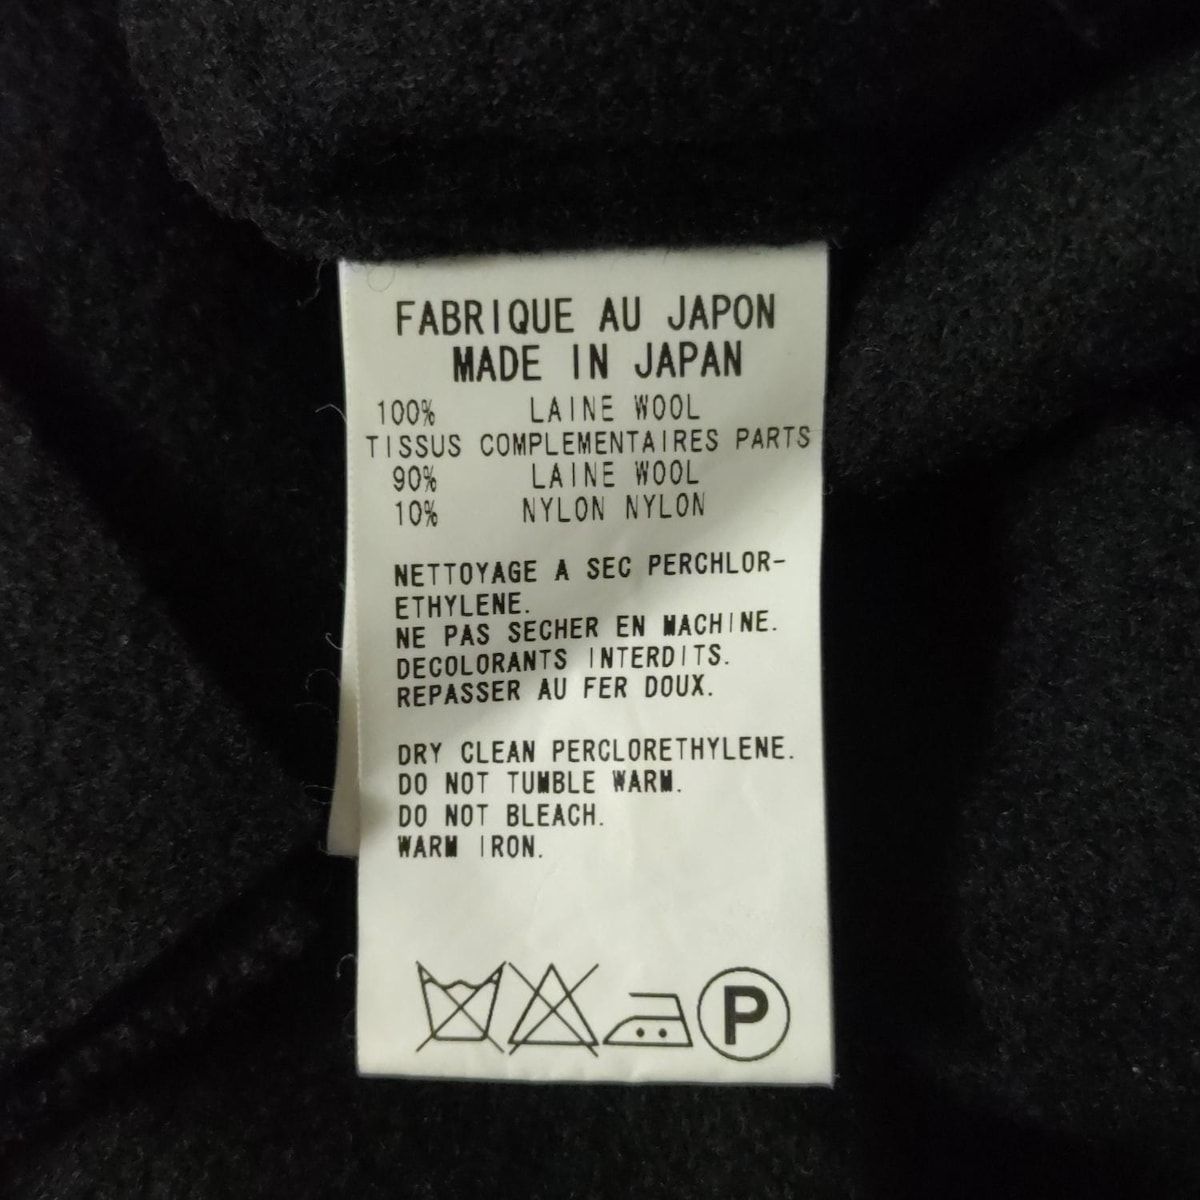 FABRIQUE AU JAPON
MADE IN JAPAN
100% LAINE WOOL
TISSUS COMPLEMENTAIRES PARTS
90% LAINE WOOL
10% NYLON NYLON
NETTOYAGE A SEC PERCHLOR-
ETHYLENE.
NE PAS SECHER EN MACHINE.
DECOLORANTS INTERDITS.
REPASSER AU FER DOUX.
DRY CLEAN PERCLORETHYLENE.
DO NOT TUMBLE WARM.
DO NOT BLEACH.
WARM IRON.
P